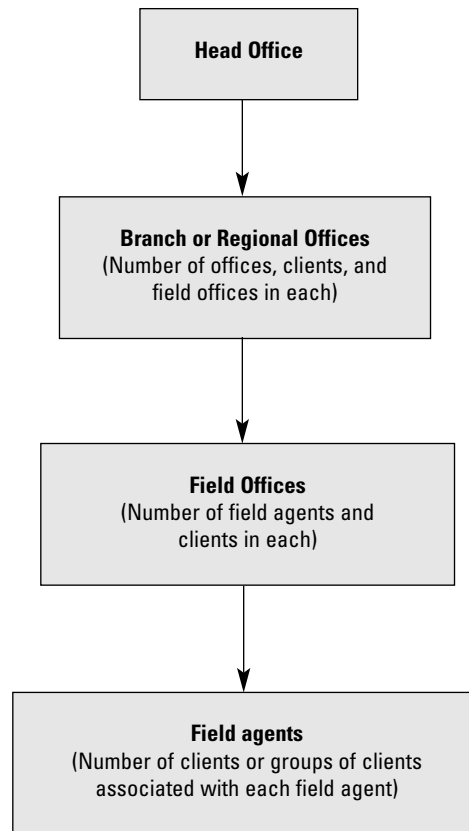 Head Office
Branch or Regional Offices
(Number of offices, clients, and
field offices in each)
Field Offices
(Number of field agents and
clients in each)
Field agents
(Number of clients or groups of clients
associated with each field agent)